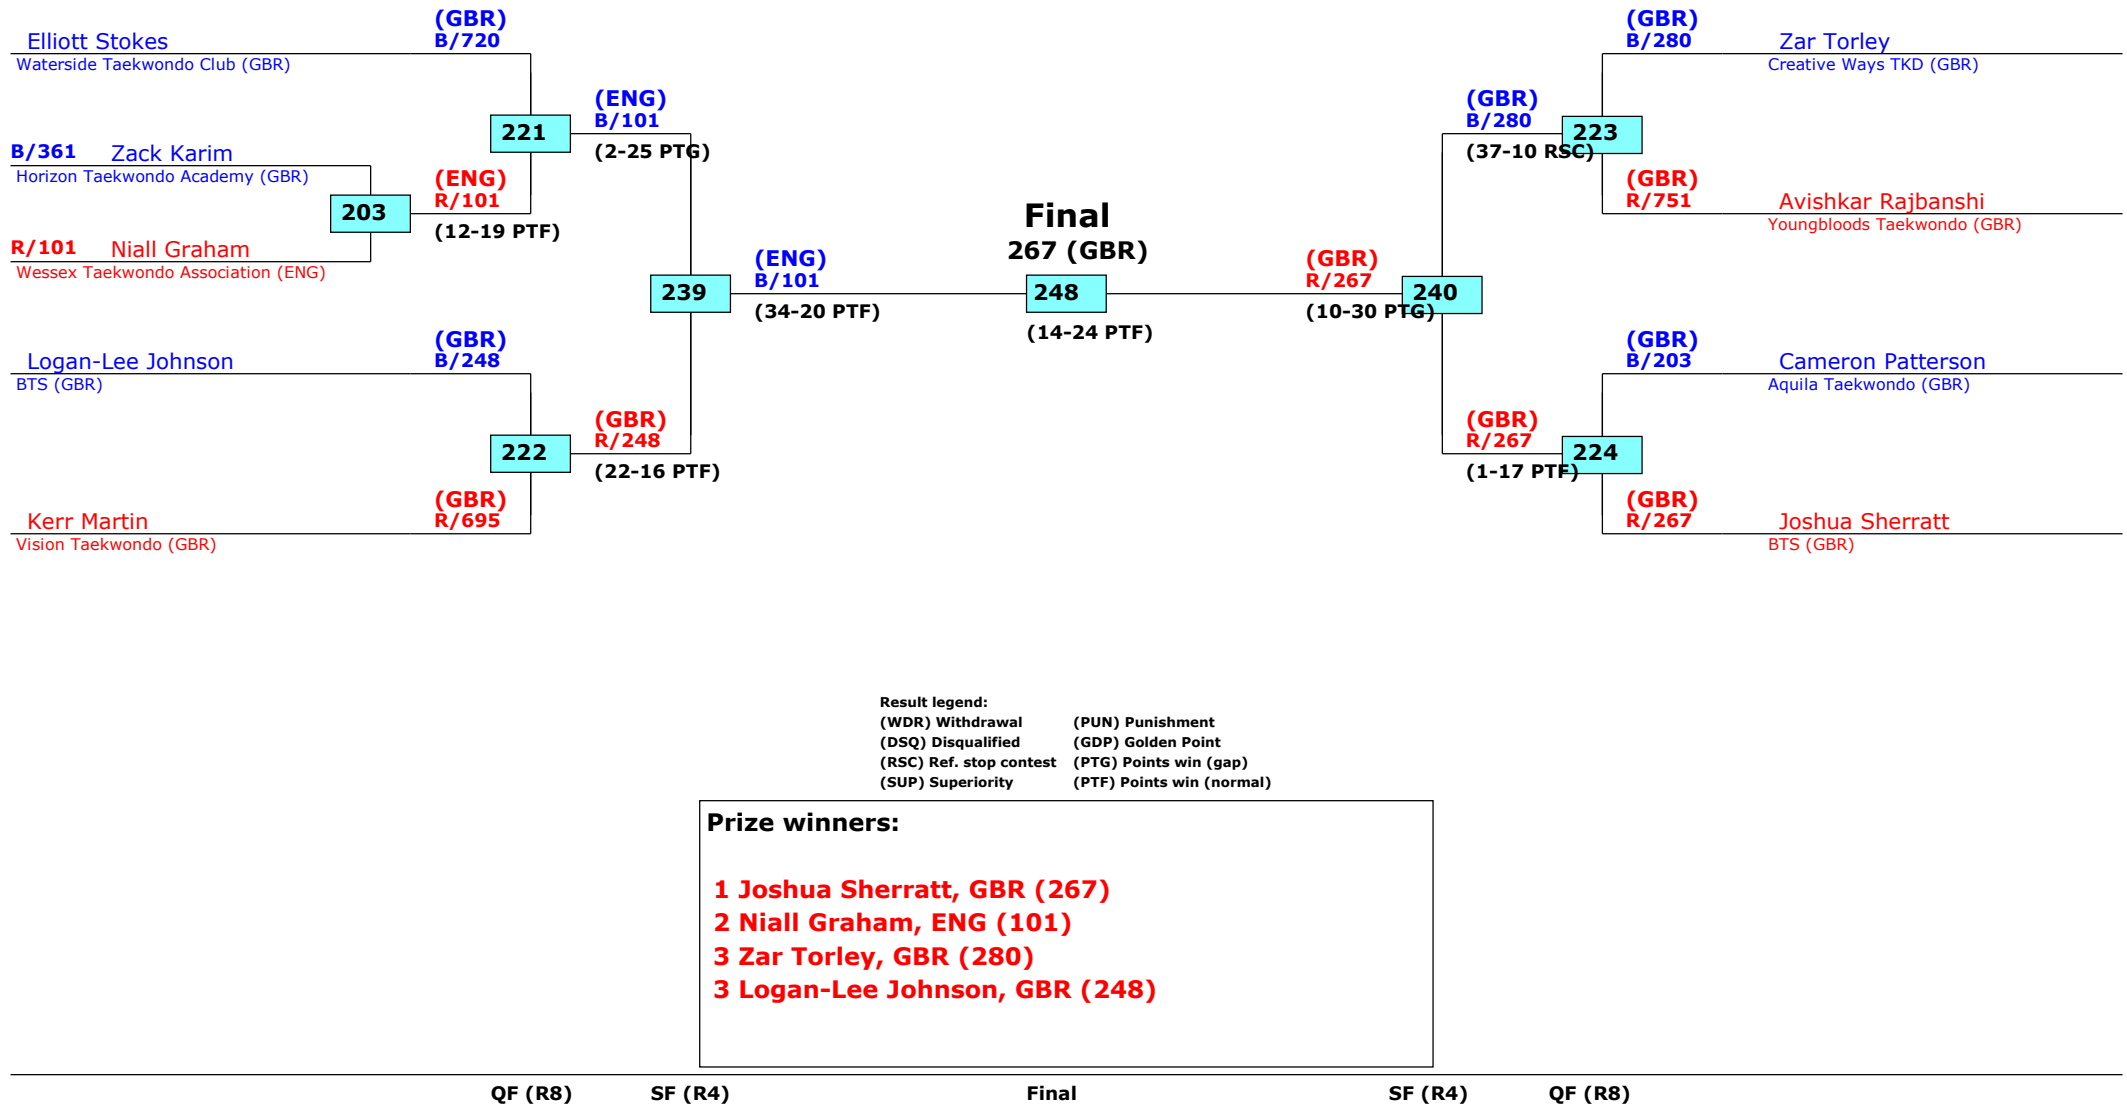 (GBR)
B/720
Elliott Stokes
Waterside Taekwondo Club (GBR)
221
(ENG)
B/101
(2-25 PTG)
B/361 Zack Karim
Horizon Taekwondo Academy (GBR)
203
(ENG)
R/101
(12-19 PTF)
R/101 Niall Graham
Wessex Taekwondo Association (ENG)
239
(ENG)
B/101
(34-20 PTF)
(GBR)
B/248
Logan-Lee Johnson
BTS (GBR)
222
(GBR)
R/248
(22-16 PTF)
(GBR)
R/695
Kerr Martin
Vision Taekwondo (GBR)
Final
267 (GBR)
248
(14-24 PTF)
(GBR)
B/280
Zar Torley
Creative Ways TKD (GBR)
(GBR)
B/280
223
(37-10 RSC)
(GBR)
R/751
Avishkar Rajbanshi
Youngbloods Taekwondo (GBR)
(GBR)
R/267
240
(10-30 PTG)
(GBR)
B/203
Cameron Patterson
Aquila Taekwondo (GBR)
(GBR)
R/267
224
(1-17 PTF)
(GBR)
R/267
Joshua Sherratt
BTS (GBR)
Result legend:
(WDR) Withdrawal (PUN) Punishment
(DSQ) Disqualified (GDP) Golden Point
(RSC) Ref. stop contest (PTG) Points win (gap)
(SUP) Superiority (PTF) Points win (normal)
Prize winners:
1 Joshua Sherratt, GBR (267)
2 Niall Graham, ENG (101)
3 Zar Torley, GBR (280)
3 Logan-Lee Johnson, GBR (248)
QF (R8) SF (R4) Final SF (R4) QF (R8)